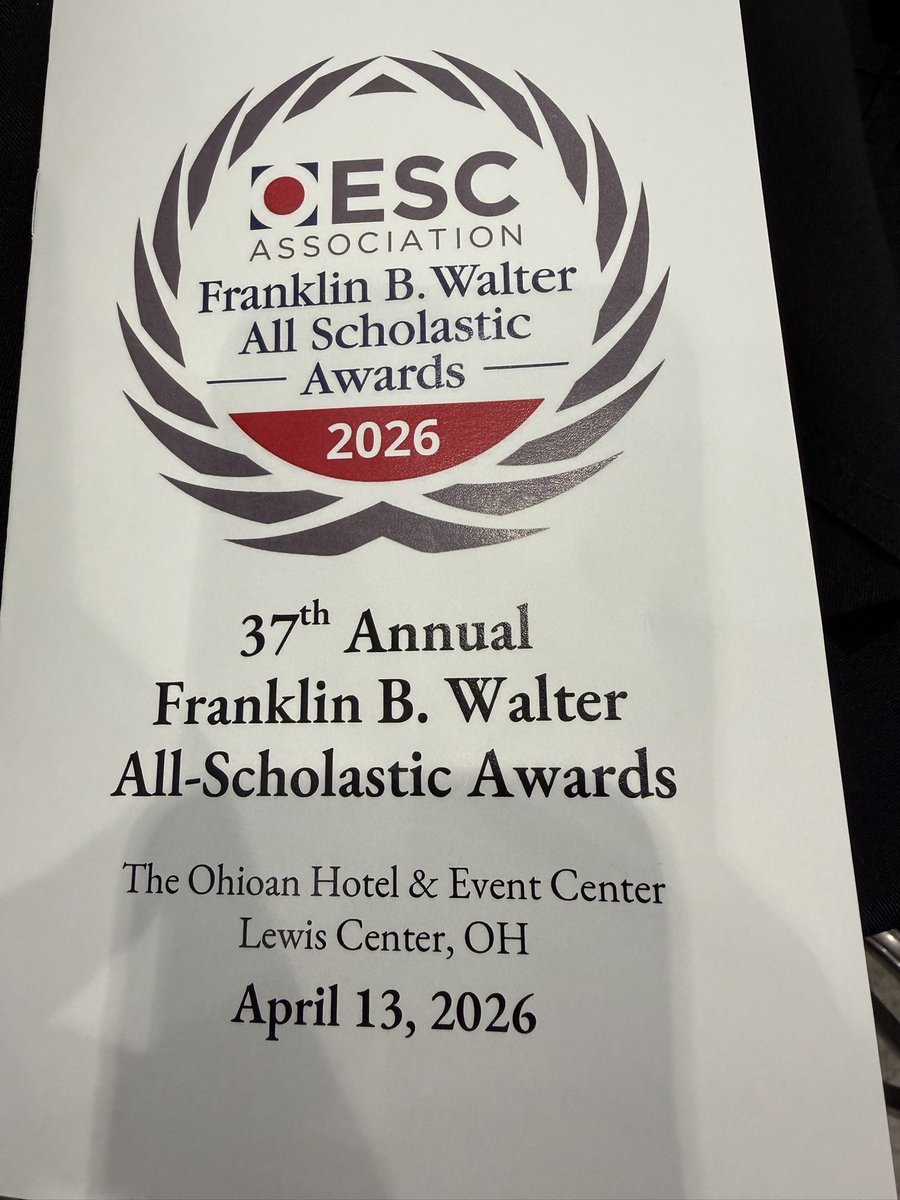 OESC
ASSOCIATION
Franklin B. Walter
All Scholastic
Awards
2026
37th Annual
Franklin B. Walter
All-Scholastic Awards
The Ohioan Hotel & Event Center
Lewis Center, OH
April 13, 2026